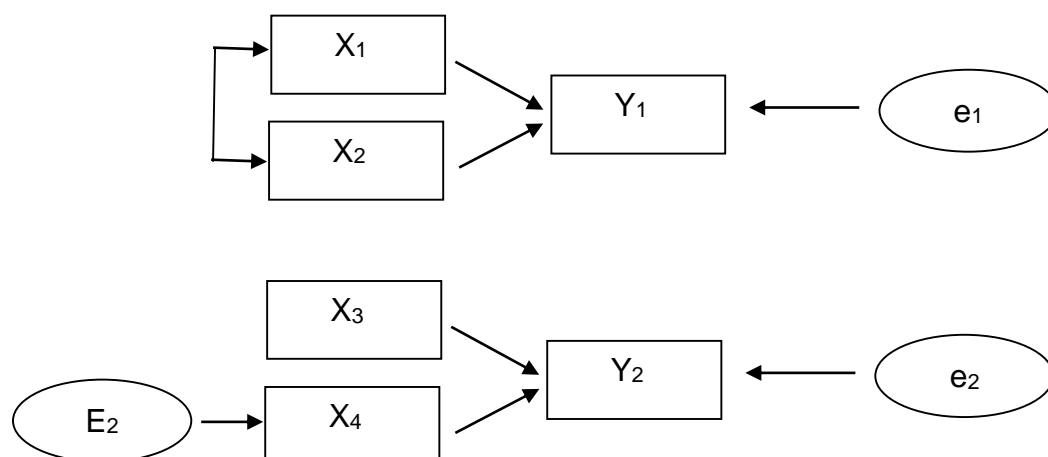 X₁
Y₁
e₁
X₂
X₃
Y₂
e₂
E₂
X₄